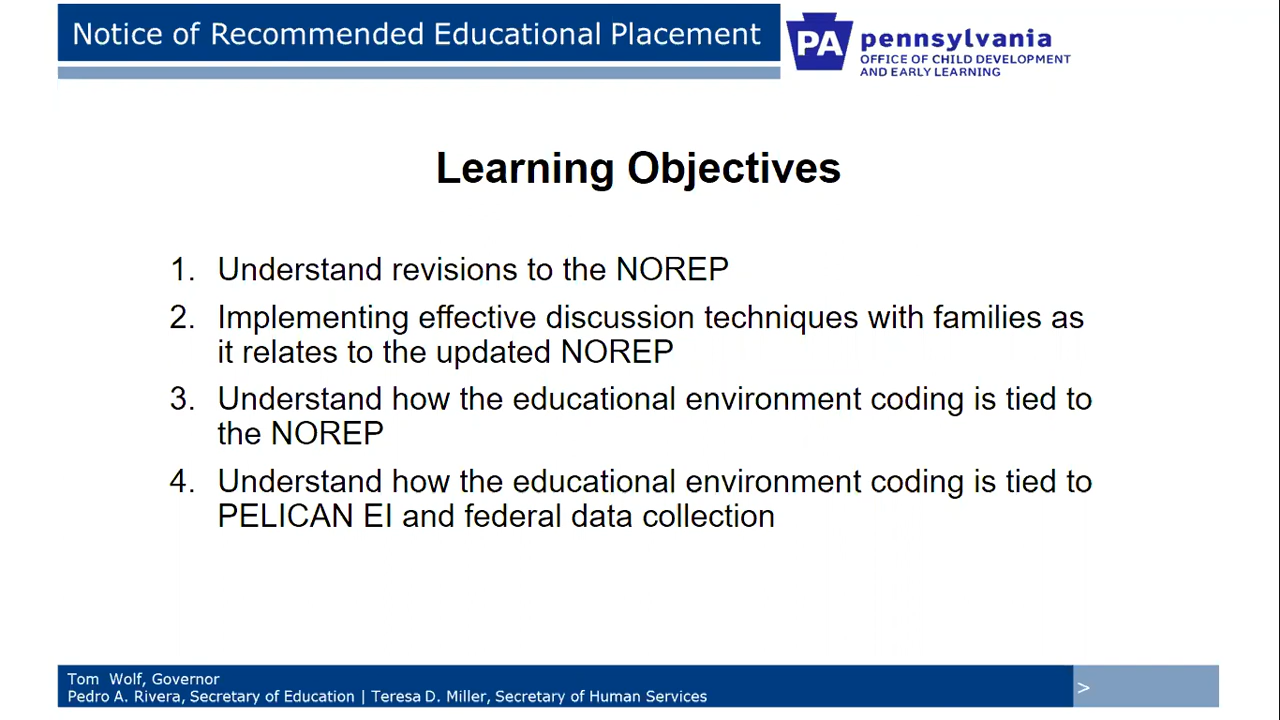 Notice of Recommended Educational Placement
PA
pennsylvania
OFFICE OF CHILD DEVELOPMENT
AND EARLY LEARNING
Learning Objectives
1. Understand revisions to the NOREP
2. Implementing effective discussion techniques with families as
it relates to the updated NOREP
3. Understand how the educational environment coding is tied to
the NOREP
4. Understand how the educational environment coding is tied to
PELICAN EI and federal data collection
Tom Wolf, Governor
Pedro A. Rivera, Secretary of Education | Teresa D. Miller, Secretary of Human Services
>